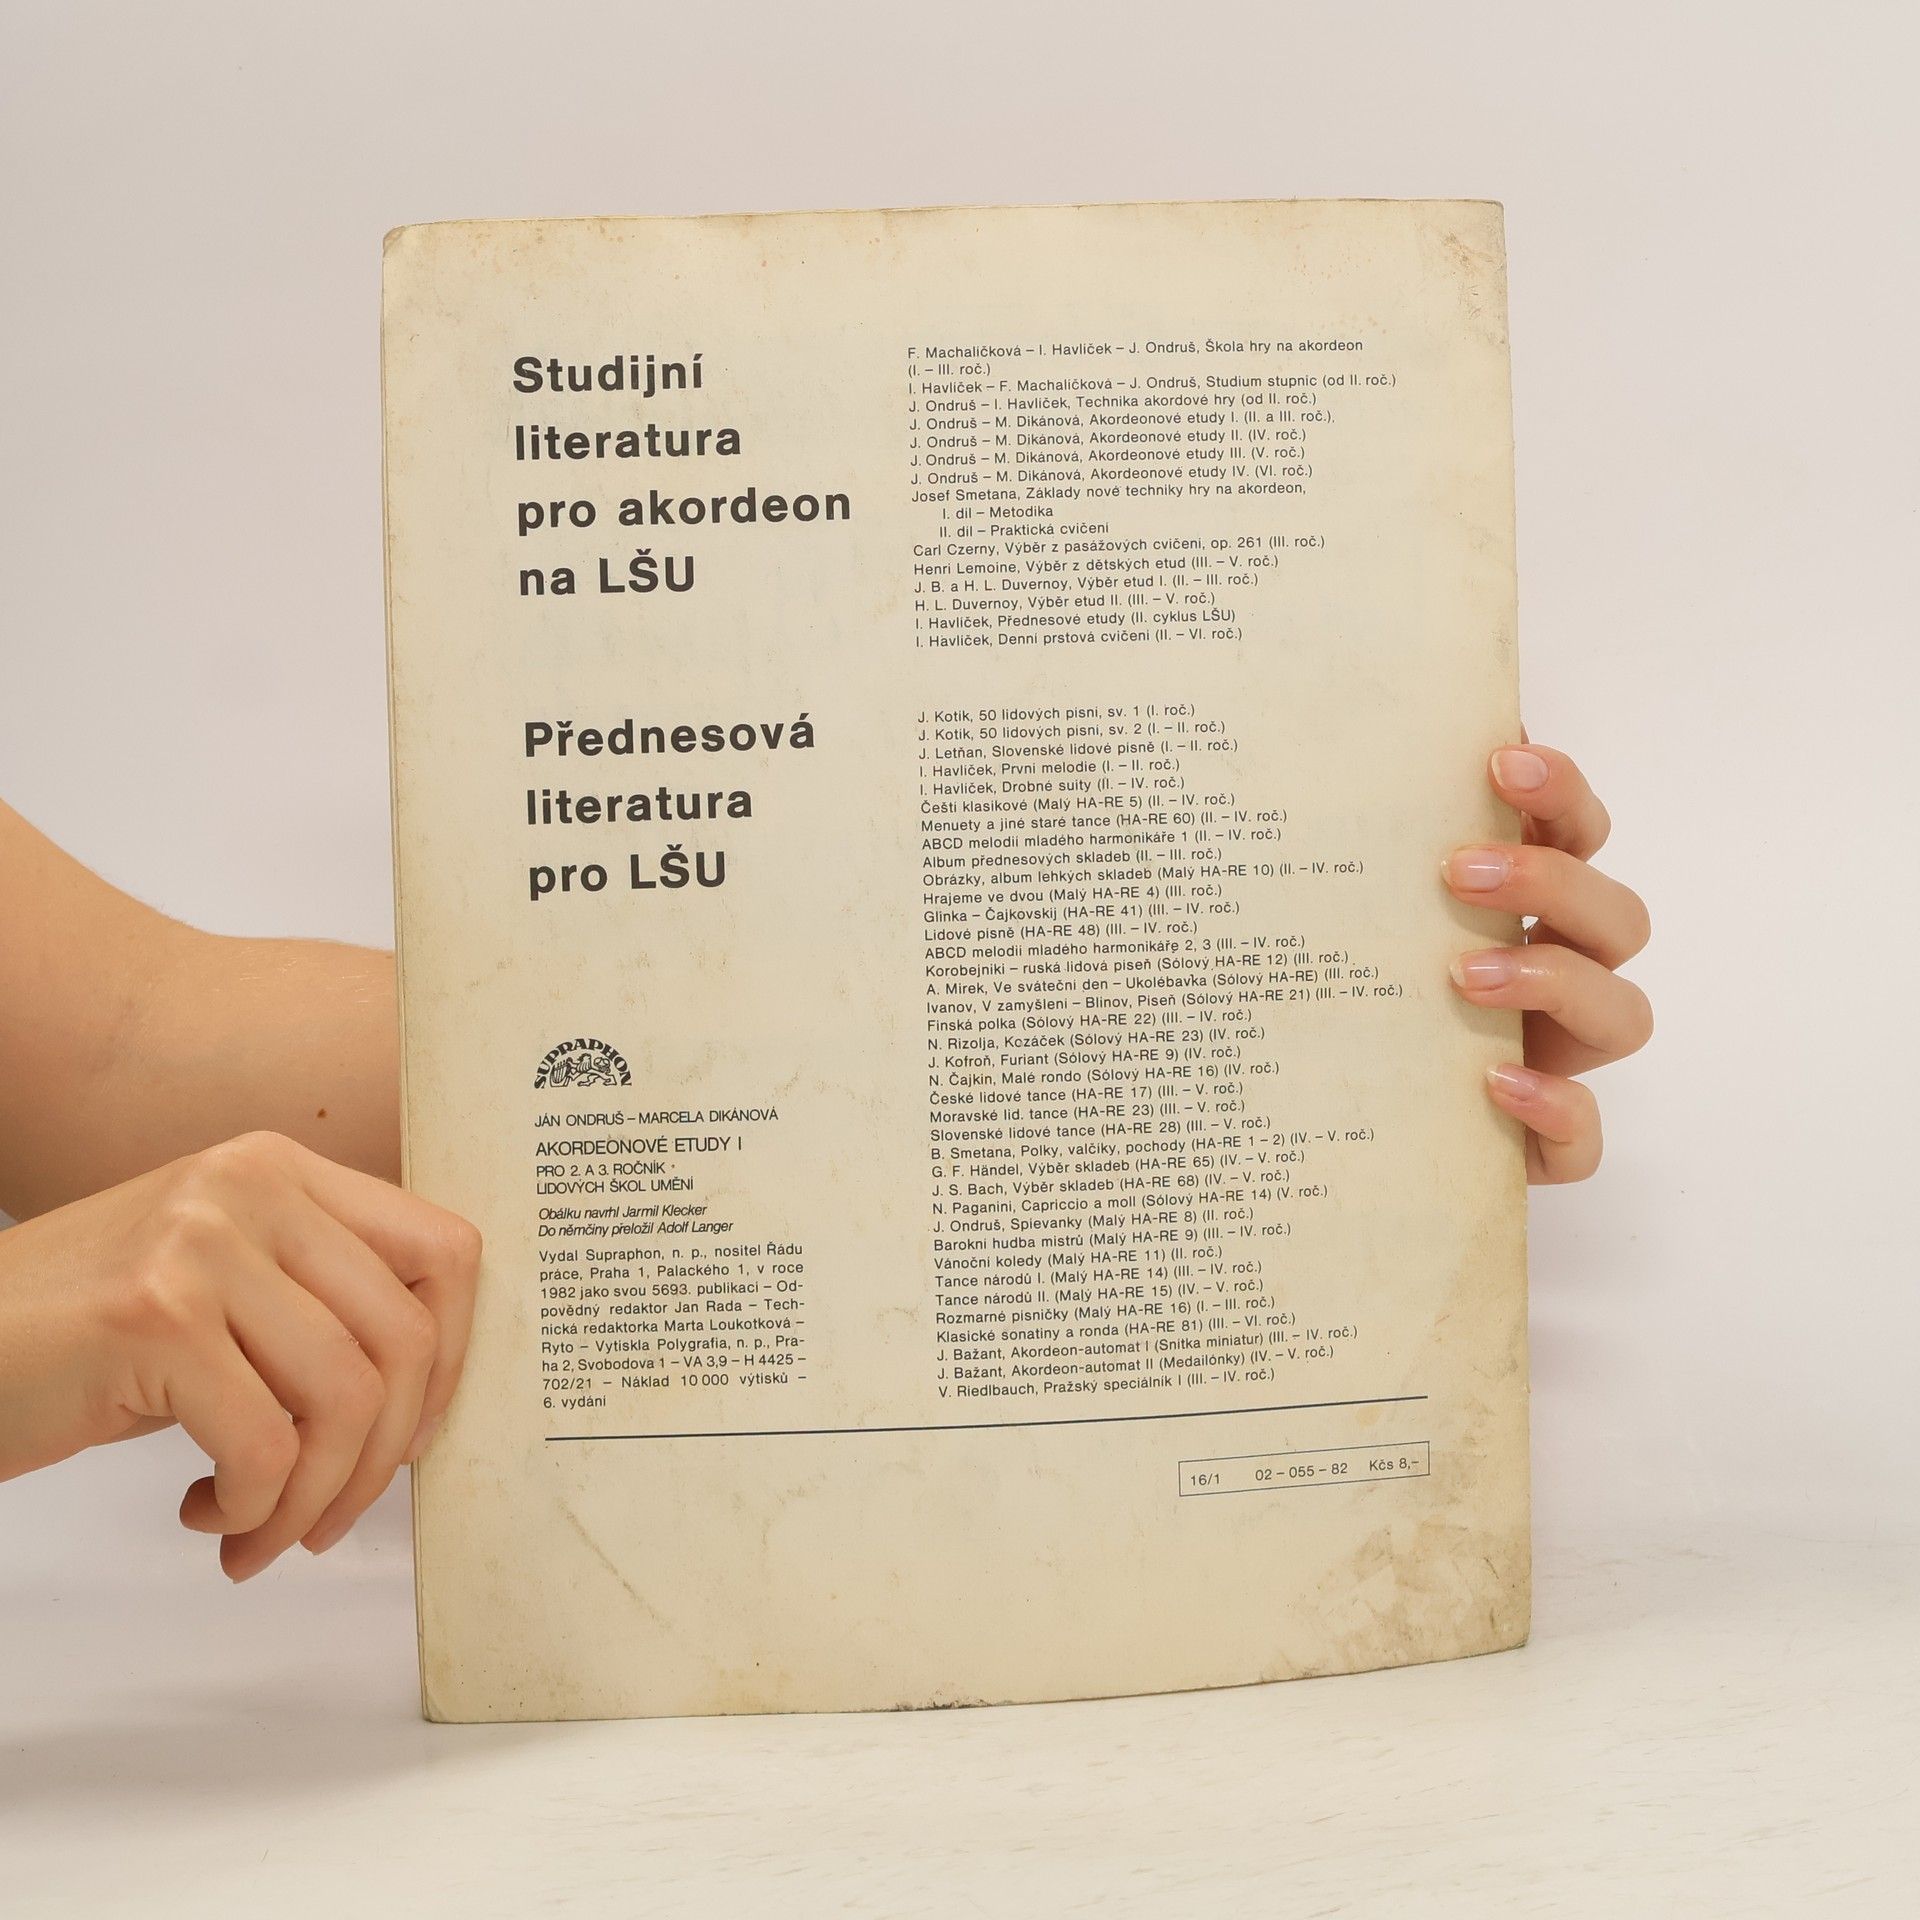 Studijní
literatura
pro akordeon
na LŠU
F. Machalíčková – I. Havlíček – J. Ondruš, Škola hry na akordeon
(I. – III. roč.)
I. Havlíček – F. Machalíčková – J. Ondruš, Studium stupnic (od II. roč.)
J. Ondruš – I. Havlíček, Technika akordové hry (od II. roč.)
J. Ondruš – M. Dikánová, Akordeonové etudy I. (II. a III. roč.),
J. Ondruš – M. Dikánová, Akordeonové etudy II. (IV. roč.)
J. Ondruš – M. Dikánová, Akordeonové etudy III. (V. roč.)
J. Ondruš – M. Dikánová, Akordeonové etudy IV. (VI. roč.)
Josef Smetana, Základy nové techniky hry na akordeon,
I. díl – Metodika
II. díl – Praktická cvičení
Carl Czerny, Výběr z pasážových cvičení, op. 261 (III. roč.)
Henri Lemoine, Výběr z dětských etud (III. – V. roč.)
J. B. a H. L. Duvernoy, Výběr etud I. (II. – III. roč.)
H. L. Duvernoy, Výběr etud II. (III. – V. roč.)
I. Havlíček, Přednesové etudy (II. cyklus LŠU)
I. Havlíček, Denní prstová cvičení (II. – VI. roč.)
Přednesová
literatura
pro LŠU
J. Kotík, 50 lidových písní, sv. 1 (I. roč.)
J. Kotík, 50 lidových písní, sv. 2 (I. – II. roč.)
J. Letňan, Slovenské lidové písně (I. – II. roč.)
I. Havlíček, První melodie (I. – II. roč.)
I. Havlíček, Drobné suity (II. – IV. roč.)
Čeští klasikové (Malý HA-RE 5) (II. – IV. roč.)
Menuety a jiné staré tance (HA-RE 60) (II. – IV. roč.)
ABCD melodií mladého harmonikáře 1 (II. – IV. roč.)
Album přednesových skladeb (II. – III. roč.)
Obrázky, album lehkých skladeb (Malý HA-RE 10) (II. – IV. roč.)
Hrajeme ve dvou (Malý HA-RE 4) (III. roč.)
Glinka – Čajkovskij (HA-RE 41) (III. – IV. roč.)
Lidové písně (HA-RE 48) (III. – IV. roč.)
ABCD melodií mladého harmonikáře 2, 3 (III. – IV. roč.)
Korobejniki – ruská lidová píseň (Sólový HA-RE 12) (III. roč.)
A. Mirek, Ve sváteční den – Ukolébavka (Sólový HA-RE) (III. roč.)
Ivanov, V zamyšlení – Blinov, Píseň (Sólový HA-RE 21) (III. – IV. roč.)
Finská polka (Sólový HA-RE 22) (III. – IV. roč.)
N. Rizolja, Kozáček (Sólový HA-RE 23) (IV. roč.)
J. Kofroň, Furiant (Sólový HA-RE 9) (IV. roč.)
N. Čajkin, Malé rondo (Sólový HA-RE 16) (IV. roč.)
České lidové tance (HA-RE 17) (III. – V. roč.)
Moravské lid. tance (HA-RE 23) (III. – V. roč.)
Slovenské lidové tance (HA-RE 28) (III. – V. roč.)
B. Smetana, Polky, valčíky, pochody (HA-RE 1 – 2) (IV. – V. roč.)
G. F. Händel, Výběr skladeb (HA-RE 65) (IV. – V. roč.)
J. S. Bach, Výběr skladeb (HA-RE 68) (IV. – V. roč.)
N. Paganini, Capriccio a moll (Sólový HA-RE 14) (V. roč.)
J. Ondruš, Spievanky (Malý HA-RE 8) (II. roč.)
Barokní hudba mistrů (Malý HA-RE 9) (III. – IV. roč.)
Vánoční koledy (Malý HA-RE 11) (II. roč.)
Tance národů I. (Malý HA-RE 14) (III. – IV. roč.)
Tance národů II. (Malý HA-RE 15) (IV. – V. roč.)
Rozmarné písničky (Malý HA-RE 16) (I. – III. roč.)
Klasické sonatiny a ronda (HA-RE 81) (III. – VI. roč.)
J. Bažant, Akordeon-automat I (Snítka miniatur) (III. – IV. roč.)
J. Bažant, Akordeon-automat II (Medailónky) (IV. – V. roč.)
V. Riedlbauch, Pražský speciálník I (III. – IV. roč.)
SUPRAPHON
JÁN ONDRUŠ – MARCELA DIKÁNOVÁ
AKORDEONOVÉ ETUDY I
PRO 2. A 3. ROČNÍK
LIDOVÝCH ŠKOL UMĚNÍ
Obálku navrhl Jarmil Klecker
Do němčiny přeložil Adolf Langer
Vydal Supraphon, n. p., nositel Řádu
práce, Praha 1, Palackého 1, v roce
1982 jako svou 5693. publikaci – Od-
povědný redaktor Jan Rada – Tech-
nická redaktorka Marta Loukotková –
Ryto – Vytiskla Polygrafia, n. p., Pra-
ha 2, Svobodova 1 – VA 3,9 – H 4425 –
702/21 – Náklad 10 000 výtisků –
6. vydání
16/1 02 – 055 – 82 Kčs 8,–